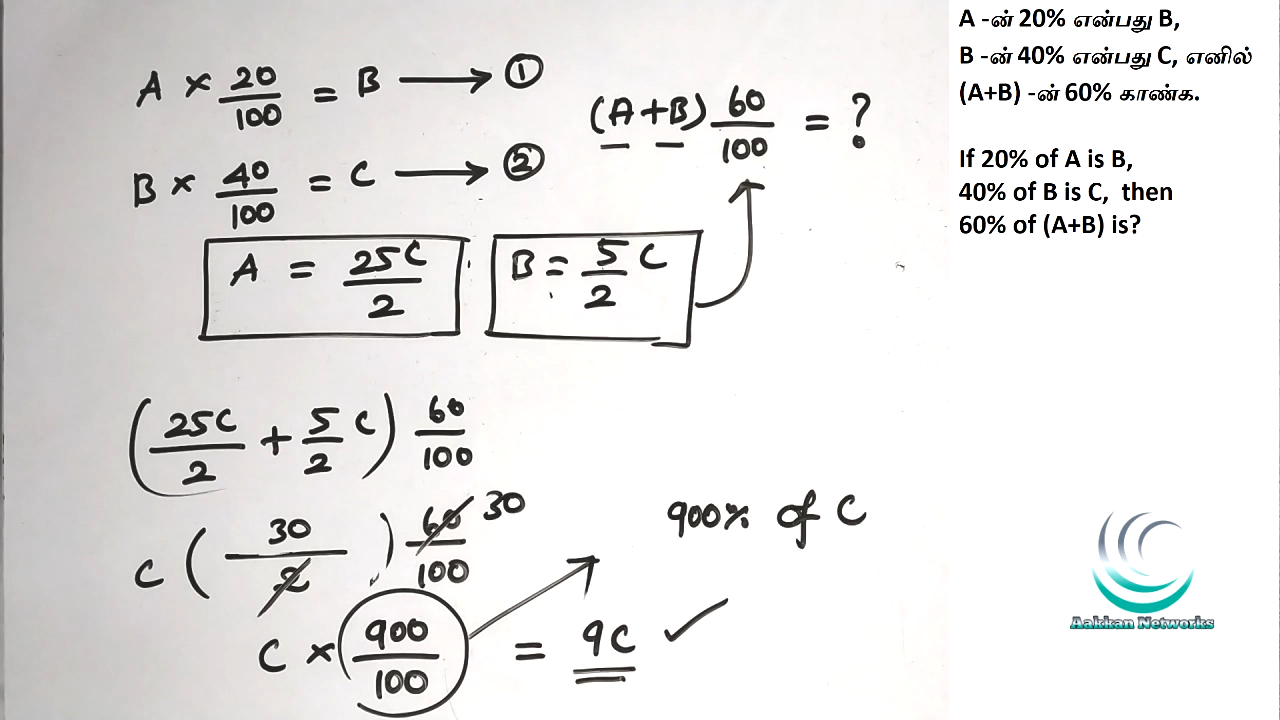 A × 20/100 = B ⟶ ①
B × 40/100 = C ⟶ ②
(A+B) 60/100 = ?
A = 25C/2
B = 5/2 C
(25C/2 + 5/2 C) 60/100
C ( 30/2 ) 60/100 30
900% of C
C × (900/100) = 9C ✓
A -ன் 20% என்பது B,
B -ன் 40% என்பது C, எனில்
(A+B) -ன் 60% காண்க.
If 20% of A is B,
40% of B is C, then
60% of (A+B) is?
Aakkan Networks